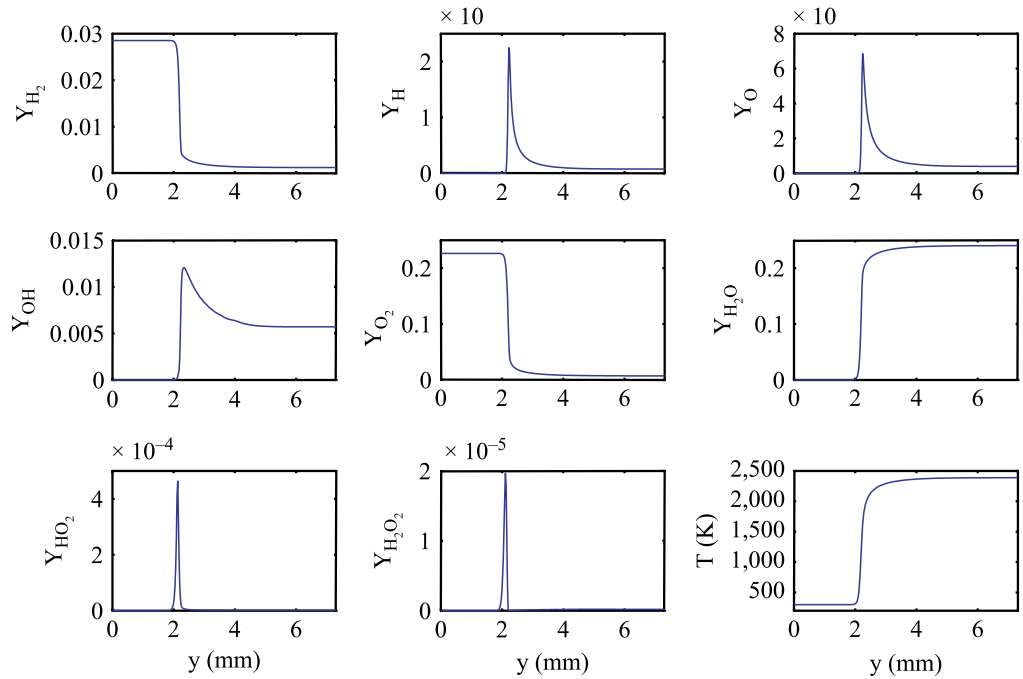 × 10
× 10
Y_H₂
0.03
0.02
0.01
0
0 2 4 6
Y_H
2
1
0
0 2 4 6
Y_O
8
6
4
2
0
0 2 4 6
Y_OH
0.015
0.01
0.005
0
0 2 4 6
Y_O₂
0.2
0.1
0
0 2 4 6
Y_H₂O
0.2
0.1
0
0 2 4 6
× 10⁻⁴
Y_HO₂
4
2
0
0 2 4 6
y (mm)
× 10⁻⁵
Y_H₂O₂
2
1
0
0 2 4 6
y (mm)
T (K)
2,500
2,000
1,500
1,000
500
0 2 4 6
y (mm)